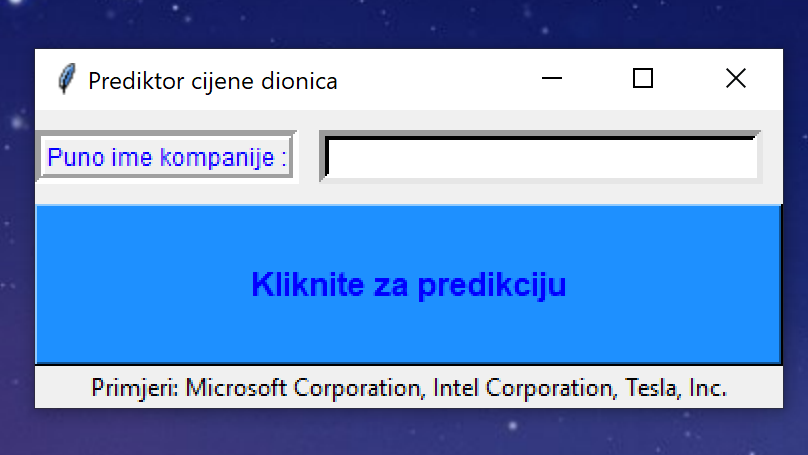 Prediktor cijene dionica
Puno ime kompanije :
Kliknite za predikciju
Primjeri: Microsoft Corporation, Intel Corporation, Tesla, Inc.